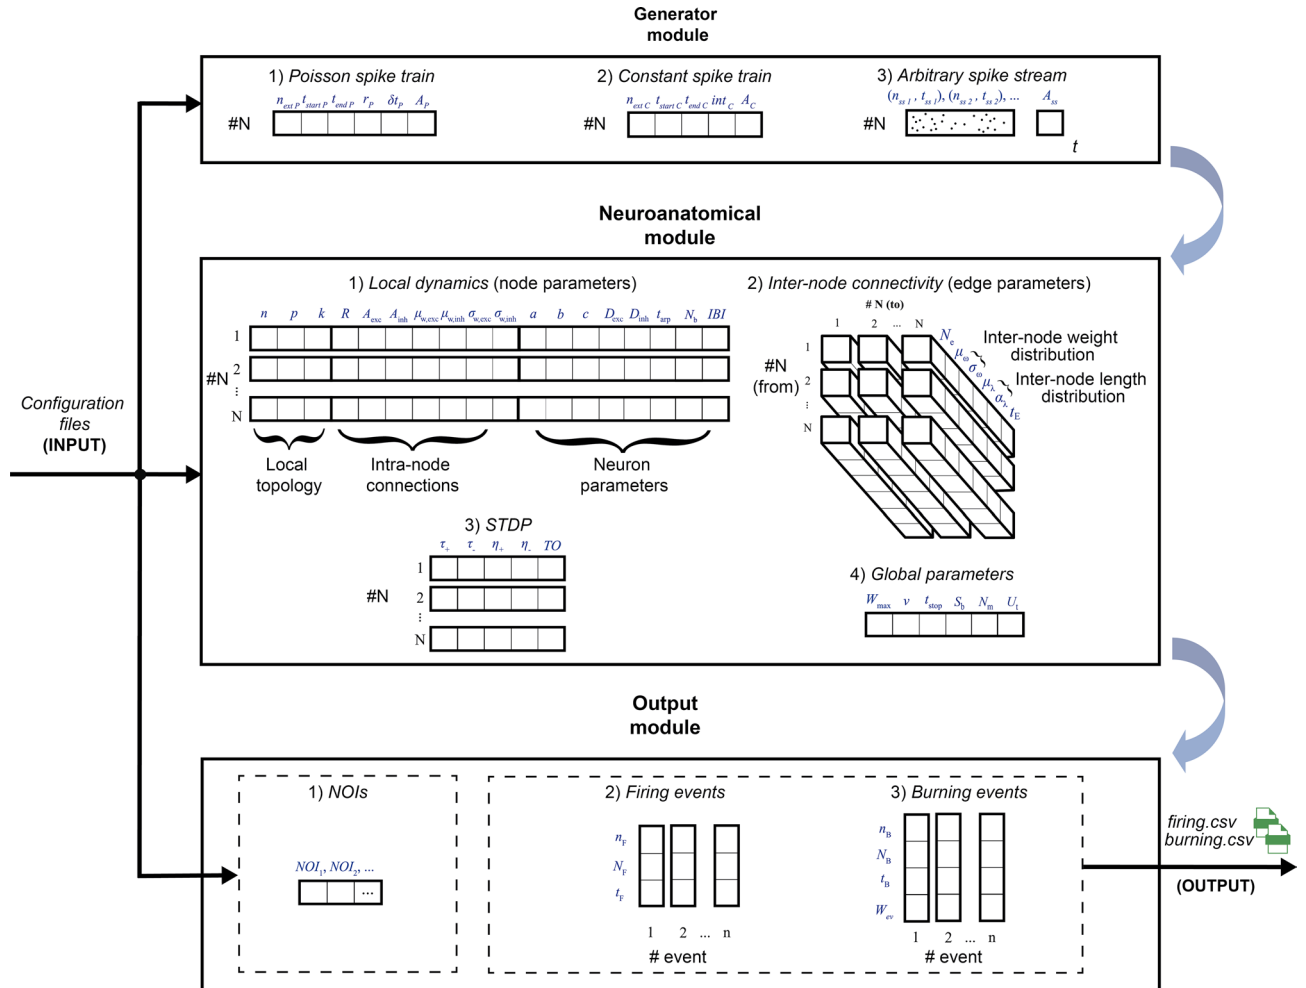 Generator
module
1) Poisson spike train
n_ext P t_start P t_end P r_P δt_P A_P
#N
2) Constant spike train
n_ext C t_start C t_end C int_C A_C
#N
3) Arbitrary spike stream
(n_ss 1 , t_ss 1), (n_ss 2 , t_ss 2), ... A_ss
#N
t
Neuroanatomical
module
1) Local dynamics (node parameters)
n p k R A_exc A_inh μ_w,exc μ_w,inh σ_w,exc σ_w,inh a b c D_exc D_inh t_arp N_b IBI
1
#N 2
⋮
N
Local
topology
Intra-node
connections
Neuron
parameters
2) Inter-node connectivity (edge parameters)
# N (to)
1 2 ... N
#N
(from)
1
2
⋮
N
N_e
μ_ω
σ_ω
μ_λ
α_λ
t_E
Inter-node weight
distribution
Inter-node length
distribution
3) STDP
τ_+ τ_- η_+ η_- TO
1
#N 2
⋮
N
4) Global parameters
W_max v t_stop S_b N_m U_t
Configuration
files
(INPUT)
Output
module
1) NOIs
NOI_1, NOI_2, ...
...
2) Firing events
n_F
N_F
t_F
1 2 ... n
# event
3) Burning events
n_B
N_B
t_B
W_ev
1 2 ... n
# event
firing.csv
burning.csv
(OUTPUT)